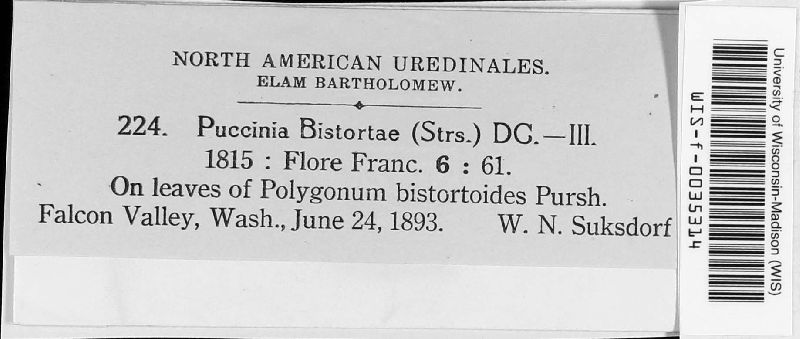 NORTH AMERICAN UREDINALES.
ELAM BARTHOLOMEW.
224. Puccinia Bistortae (Strs.) DC.—III.
1815 : Flore Franc. 6 : 61.
On leaves of Polygonum bistortoides Pursh.
Falcon Valley, Wash., June 24, 1893. W. N. Suksdorf
University of Wisconsin-Madison (WIS)
WIS-f-0035314